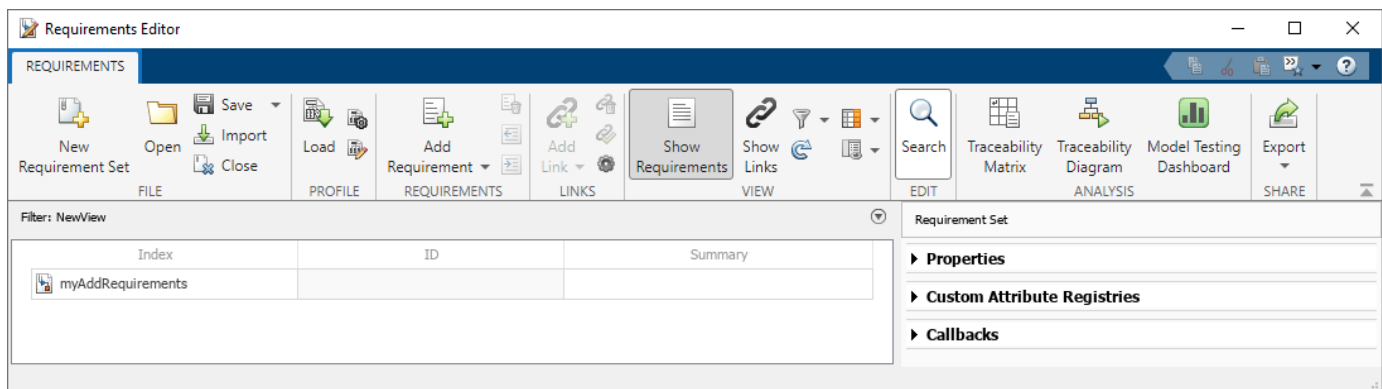 Requirements Editor
REQUIREMENTS
New
Requirement Set
Open
Save
Import
Close
FILE
Load
PROFILE
Add
Requirement
REQUIREMENTS
Add
Link
LINKS
Show
Requirements
Show
Links
VIEW
Search
EDIT
Traceability
Matrix
Traceability
Diagram
Model Testing
Dashboard
ANALYSIS
Export
SHARE
Filter: NewView
Index ID Summary
myAddRequirements
Requirement Set
Properties
Custom Attribute Registries
Callbacks